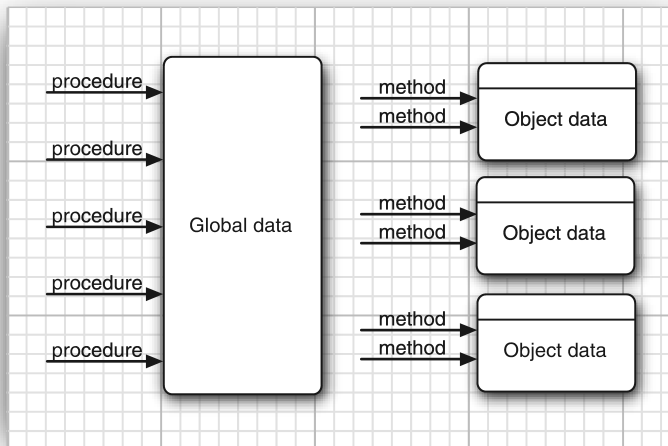 procedure
procedure
procedure
procedure
procedure
Global data
method
method
Object data
method
method
Object data
method
method
Object data